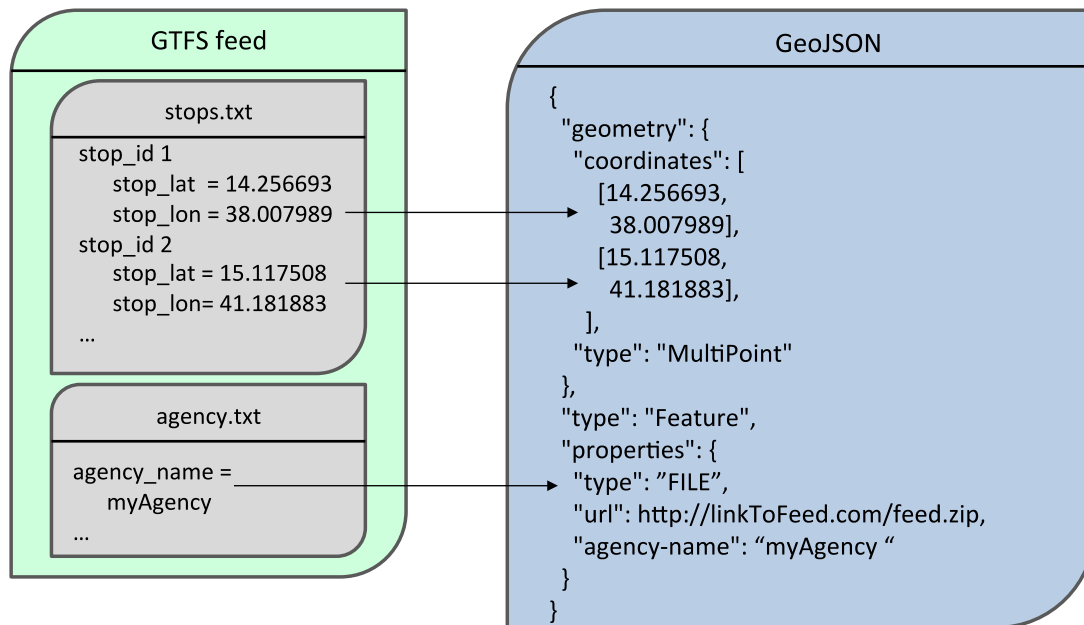 GTFS feed
stops.txt
stop_id 1
stop_lat = 14.256693
stop_lon = 38.007989
stop_id 2
stop_lat = 15.117508
stop_lon= 41.181883
...
agency.txt
agency_name =
myAgency
...
GeoJSON
{
"geometry": {
"coordinates": [
[14.256693,
38.007989],
[15.117508,
41.181883],
],
"type": "MultiPoint"
},
"type": "Feature",
"properties": {
"type": ”FILE”,
"url": http://linkToFeed.com/feed.zip,
"agency-name": “myAgency “
}
}